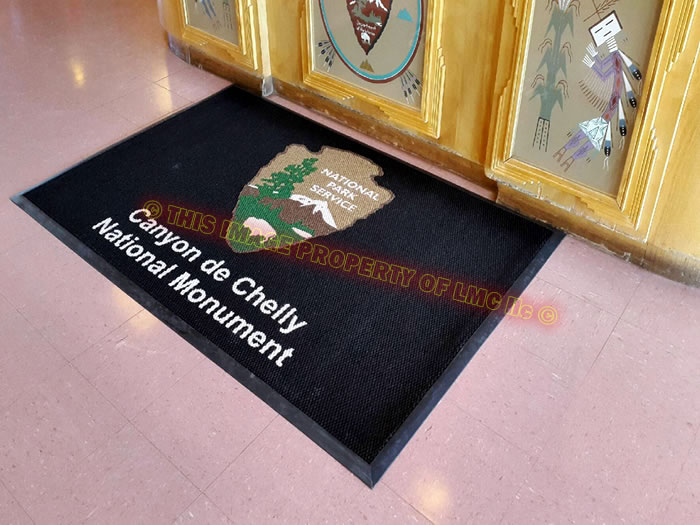 NATIONAL
PARK
SERVICE
© THIS IMAGE PROPERTY OF LMC llc ©
Canyon de Chelly
National Monument